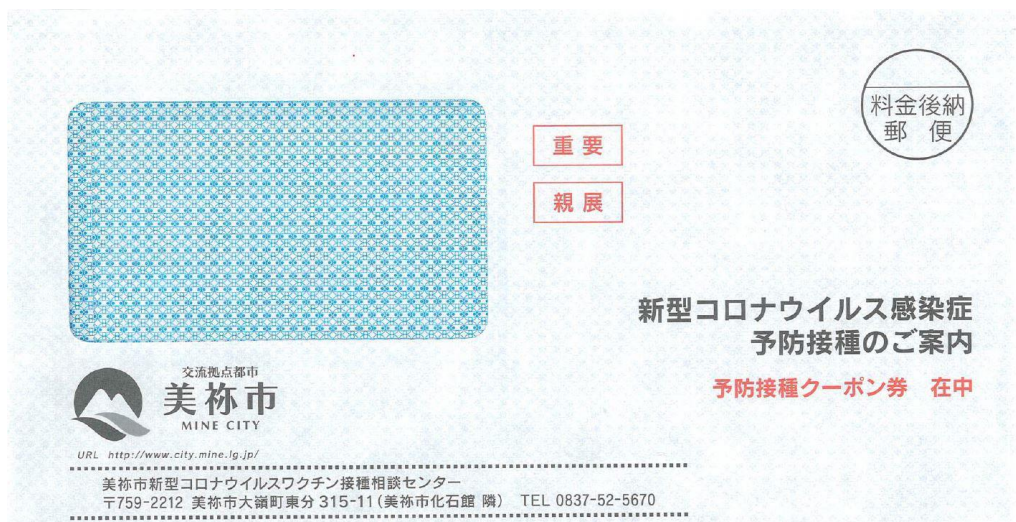 料金後納
郵 便
重 要
親 展
新型コロナウイルス感染症
予防接種のご案内
予防接種クーポン券 在中
交流拠点都市
美祢市
MINE CITY
URL http://www.city.mine.lg.jp/
美祢市新型コロナウイルスワクチン接種相談センター
〒759-2212 美祢市大嶺町東分 315-11(美祢市化石館 隣) TEL 0837-52-5670